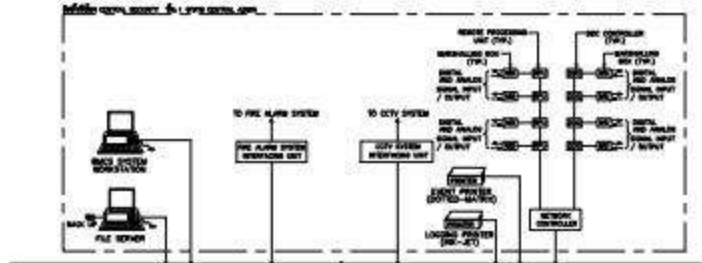 CENTRAL SECURITY
REMOTE PROCESSING
UNIT (TYP.)
DDC CONTROLLER
(TYP.)
MARSHALLING BOX
(TYP.)
MARSHALLING
BOX (TYP.)
DIGITAL
AND ANALOG
SIGNAL INPUT
/ OUTPUT
DIGITAL
AND ANALOG
SIGNAL INPUT
/ OUTPUT
TO FIRE ALARM SYSTEM
TO CCTV SYSTEM
DIGITAL
AND ANALOG
SIGNAL INPUT
/ OUTPUT
DIGITAL
AND ANALOG
SIGNAL INPUT
/ OUTPUT
FIRE ALARM SYSTEM
INTERFACING UNIT
CCTV SYSTEM
INTERFACING UNIT
SYSTEM
WORKSTATION
PRINTER
EVENT PRINTER
(DOTTED-MATRIX)
BACK UP
FILE SERVER
PRINTER
LOGGING PRINTER
(INK-JET)
NETWORK
CONTROLLER